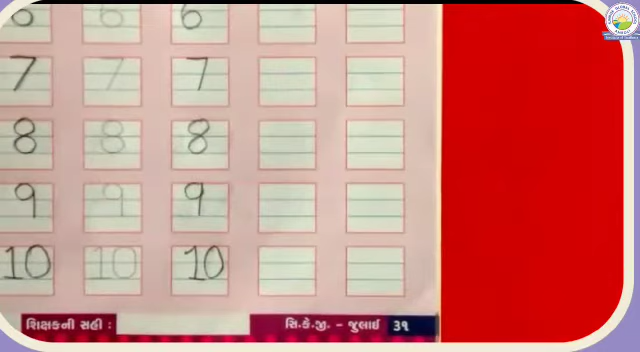 6 6 6
7 7 7
8 8 8
9 9 9
10 10 10
શિક્ષકની સહી : સિ.કે.જી. - જુલાઈ ૩૧